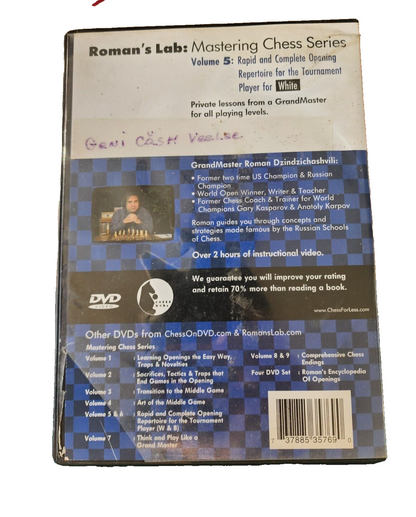 Roman's Lab: Mastering Chess Series
Volume 5: Rapid and Complete Opening
Repertoire for the Tournament
Player for White
Private lessons from a GrandMaster
for all playing levels.
GrandMaster Roman Dzindzichashvili:
• Former two time US Champion & Russian
Champion
• World Open Winner, Writer & Teacher
• Former Chess Coach & Trainer for World
Champions Gary Kasparov & Anatoly Karpov
Roman guides you through concepts and
strategies made famous by the Russian Schools
of Chess.
Over 2 hours of instructional video.
We guarantee you will improve your rating
and retain 70% more than reading a book.
DVD
VIDEO
www.ChessForLess.com
Other DVDs from ChessOnDVD.com & RomansLab.com
Mastering Chess Series
Volume 1 : Learning Openings the Easy Way,
Traps & Novelties
Volume 2 : Sacrifices, Tactics & Traps that
End Games in the Opening
Volume 3 : Transition to the Middle Game
Volume 4 : Art of the Middle Game
Volume 5 & 6 : Rapid and Complete Opening
Repertoire for the Tournament
Player (W & B)
Volume 7 : Think and Play Like a
Grand Master
Volume 8 & 9 : Comprehensive Chess
Endings
Four DVD Set : Roman's Encyclopedia
Of Openings
7 37885 35769 0